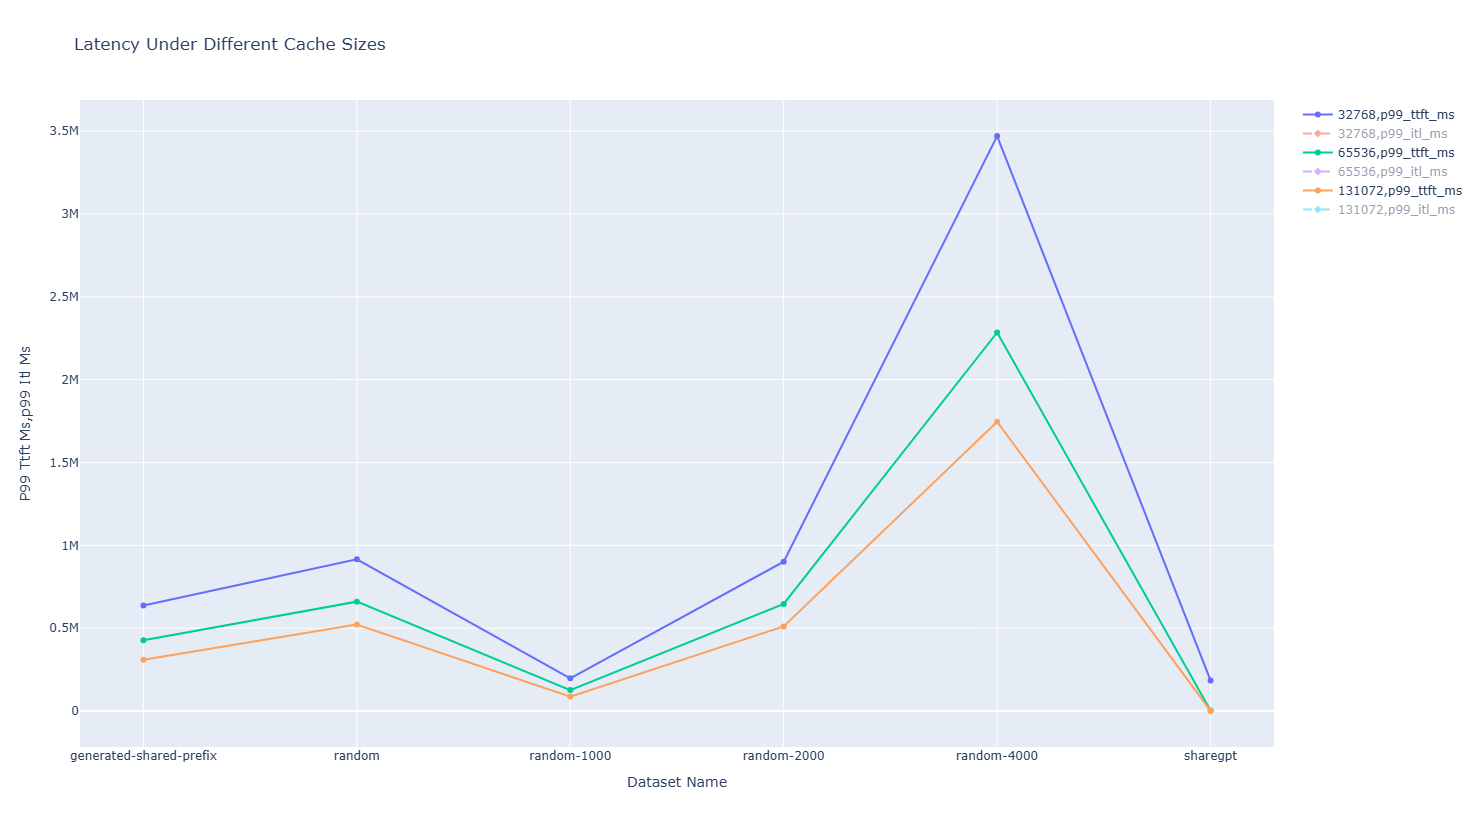 Latency Under Different Cache Sizes
32768,p99_ttft_ms
32768,p99_itl_ms
65536,p99_ttft_ms
65536,p99_itl_ms
131072,p99_ttft_ms
131072,p99_itl_ms
3.5M
3M
2.5M
2M
1.5M
1M
0.5M
0
P99 Ttft Ms,p99 Itl Ms
generated-shared-prefix
random
random-1000
random-2000
random-4000
sharegpt
Dataset Name